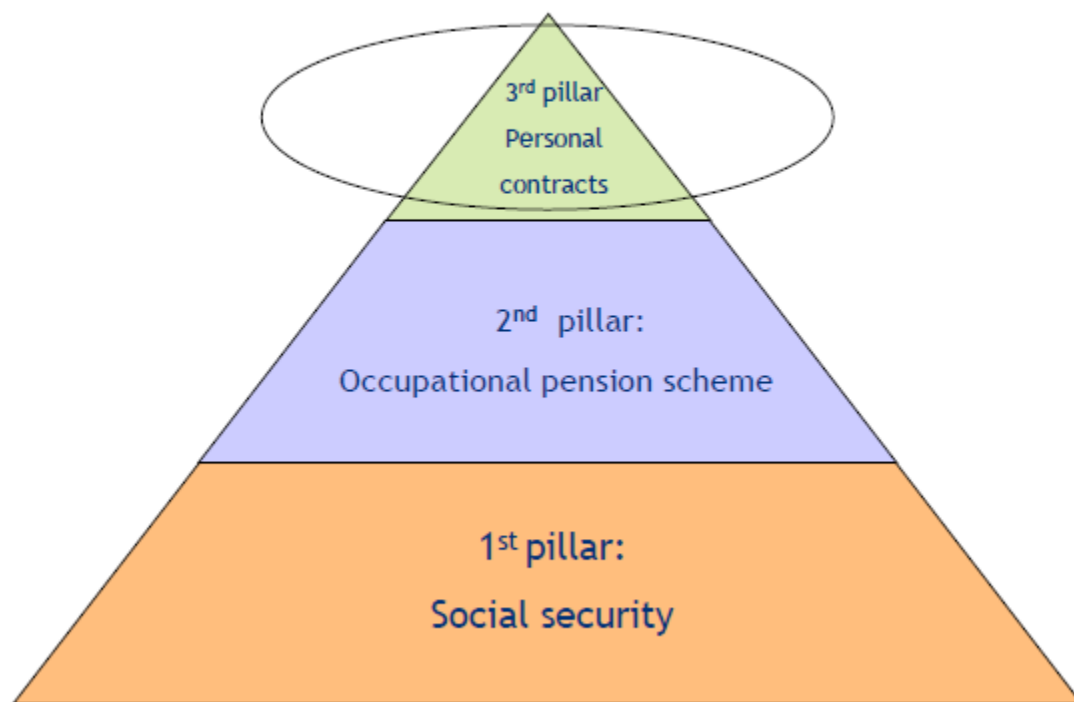 3rd pillar
Personal
contracts
2nd pillar:
Occupational pension scheme
1st pillar:
Social security